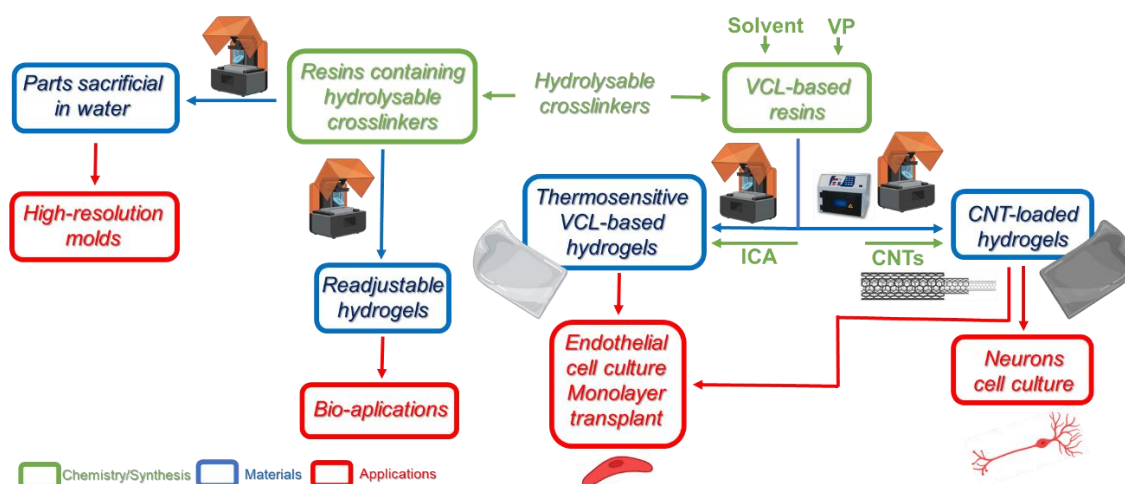 Solvent
VP
Parts sacrificial
in water
Resins containing
hydrolysable
crosslinkers
Hydrolysable
crosslinkers
VCL-based
resins
High-resolution
molds
Thermosensitive
VCL-based
hydrogels
CNT-loaded
hydrogels
ICA
CNTs
Readjustable
hydrogels
Endothelial
cell culture
Monolayer
transplant
Neurons
cell culture
Bio-aplications
Chemistry/Synthesis
Materials
Applications